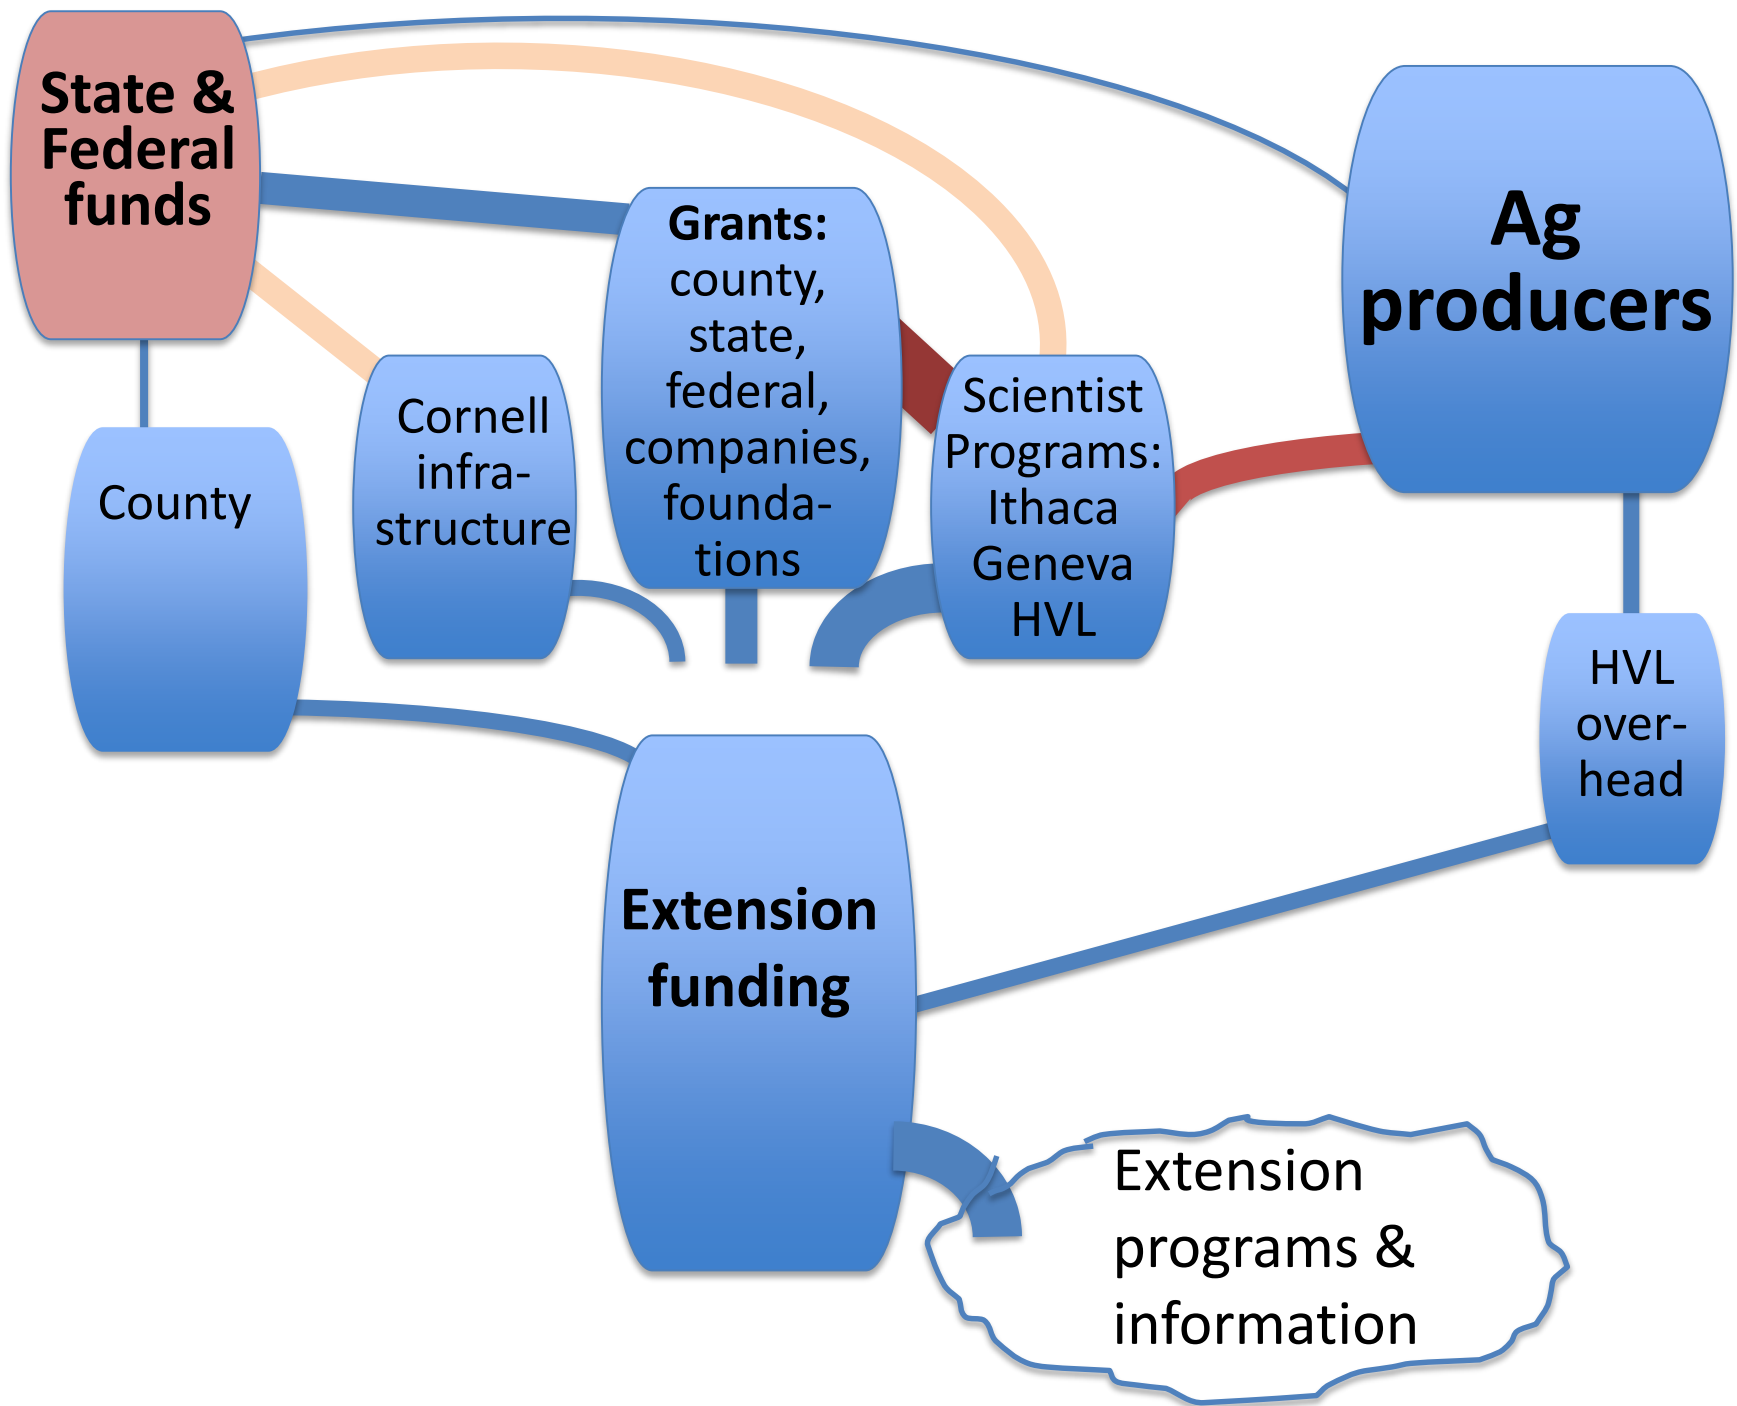 State &
Federal
funds
Ag
producers
Grants:
county,
state,
federal,
companies,
founda-
tions
Cornell
infra-
structure
Scientist
Programs:
Ithaca
Geneva
HVL
County
HVL
over-
head
Extension
funding
Extension
programs &
information